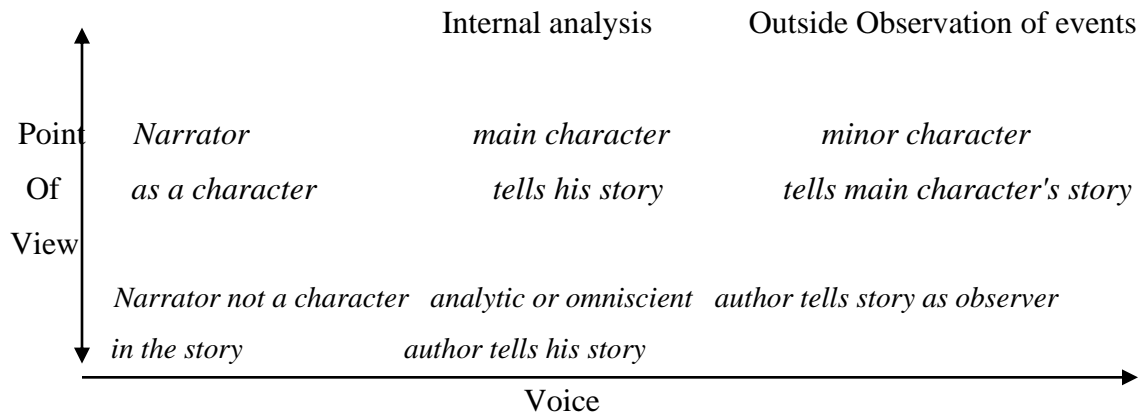 Internal analysis Outside Observation of events
Point Narrator main character minor character
Of as a character tells his story tells main character's story
View
Narrator not a character analytic or omniscient author tells story as observer
in the story author tells his story
Voice